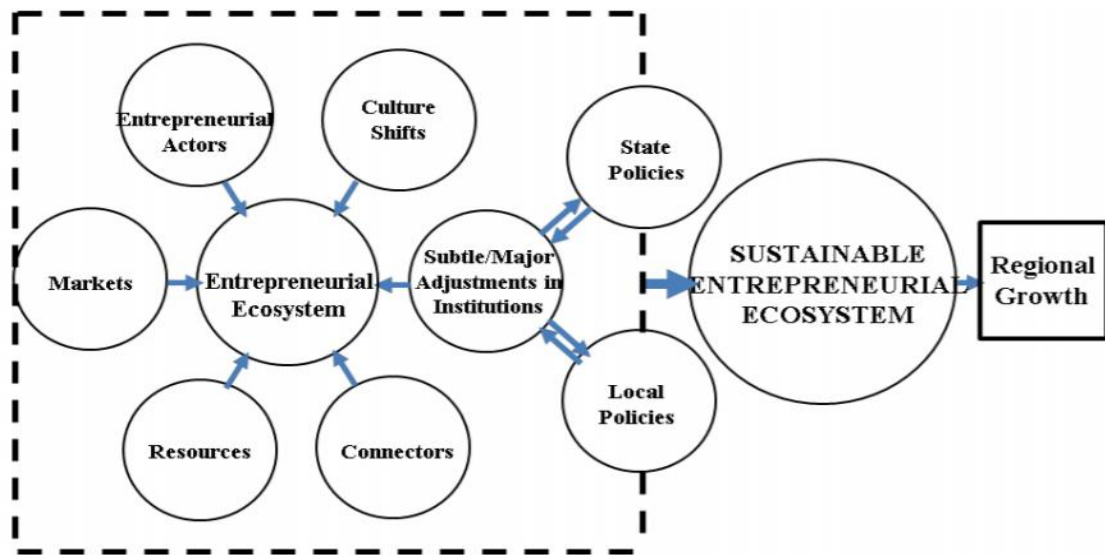 Entrepreneurial
Actors
Culture
Shifts
State
Policies
Markets
Entrepreneurial
Ecosystem
Subtle/Major
Adjustments in
Institutions
SUSTAINABLE
ENTREPRENEURIAL
ECOSYSTEM
Regional
Growth
Resources
Connectors
Local
Policies